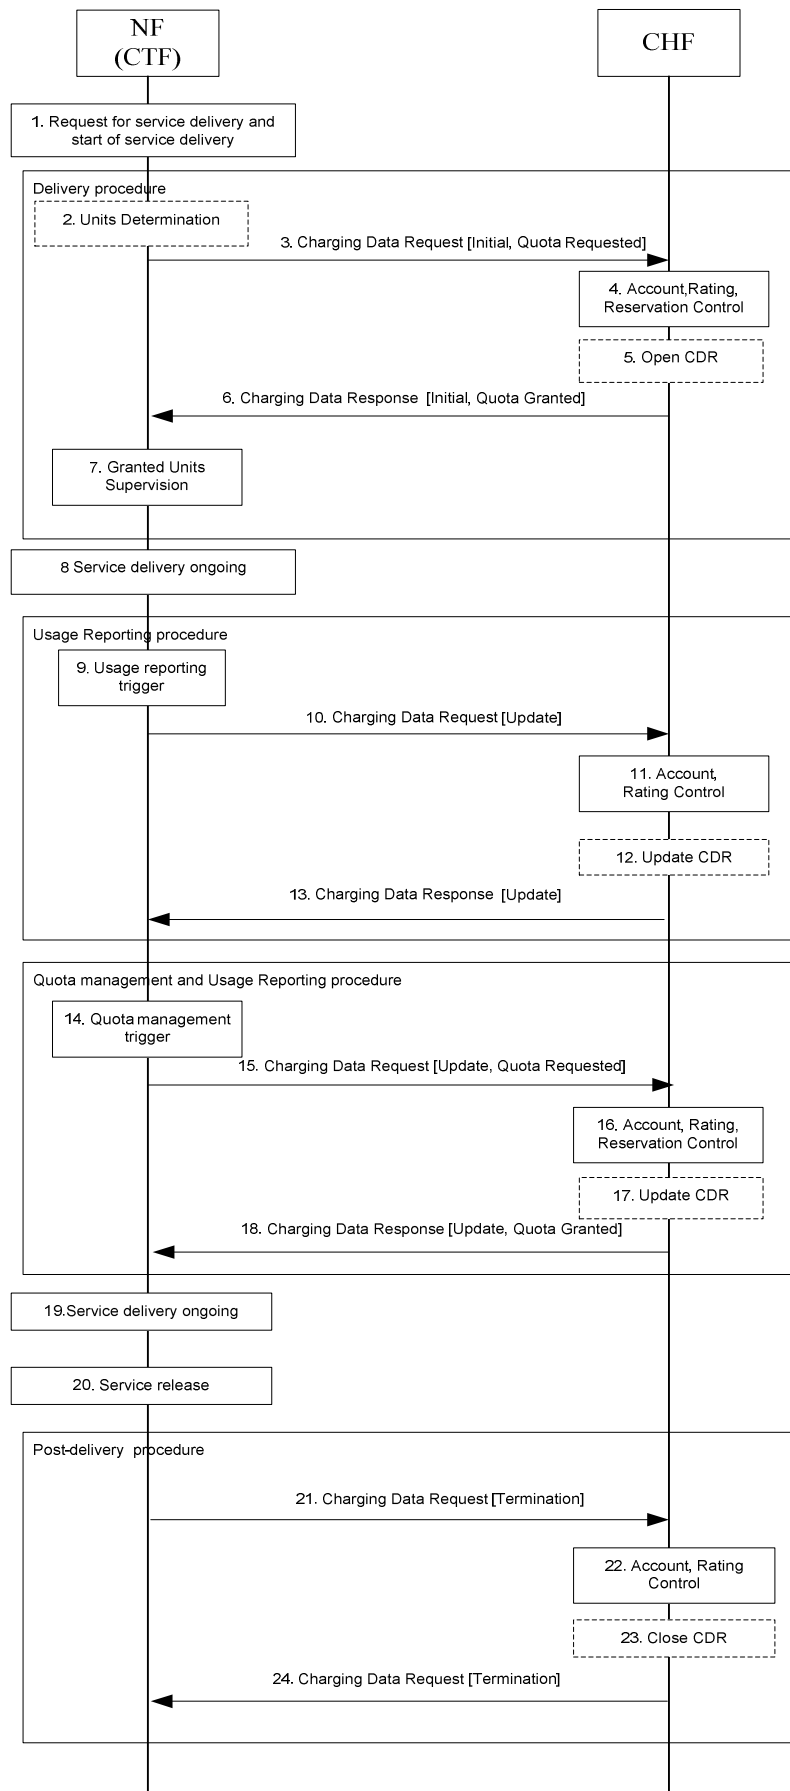 NF
(CTF)
CHF
1. Request for service delivery and
start of service delivery
Delivery procedure
2. Units Determination
3. Charging Data Request [Initial, Quota Requested]
4. Account,Rating,
Reservation Control
5. Open CDR
6. Charging Data Response [Initial, Quota Granted]
7. Granted Units
Supervision
8 Service delivery ongoing
Usage Reporting procedure
9. Usage reporting
trigger
10. Charging Data Request [Update]
11. Account,
Rating Control
12. Update CDR
13. Charging Data Response [Update]
Quota management and Usage Reporting procedure
14. Quota management
trigger
15. Charging Data Request [Update, Quota Requested]
16. Account, Rating,
Reservation Control
17. Update CDR
18. Charging Data Response [Update, Quota Granted]
19.Service delivery ongoing
20. Service release
Post-delivery procedure
21. Charging Data Request [Termination]
22. Account, Rating
Control
23. Close CDR
24. Charging Data Request [Termination]